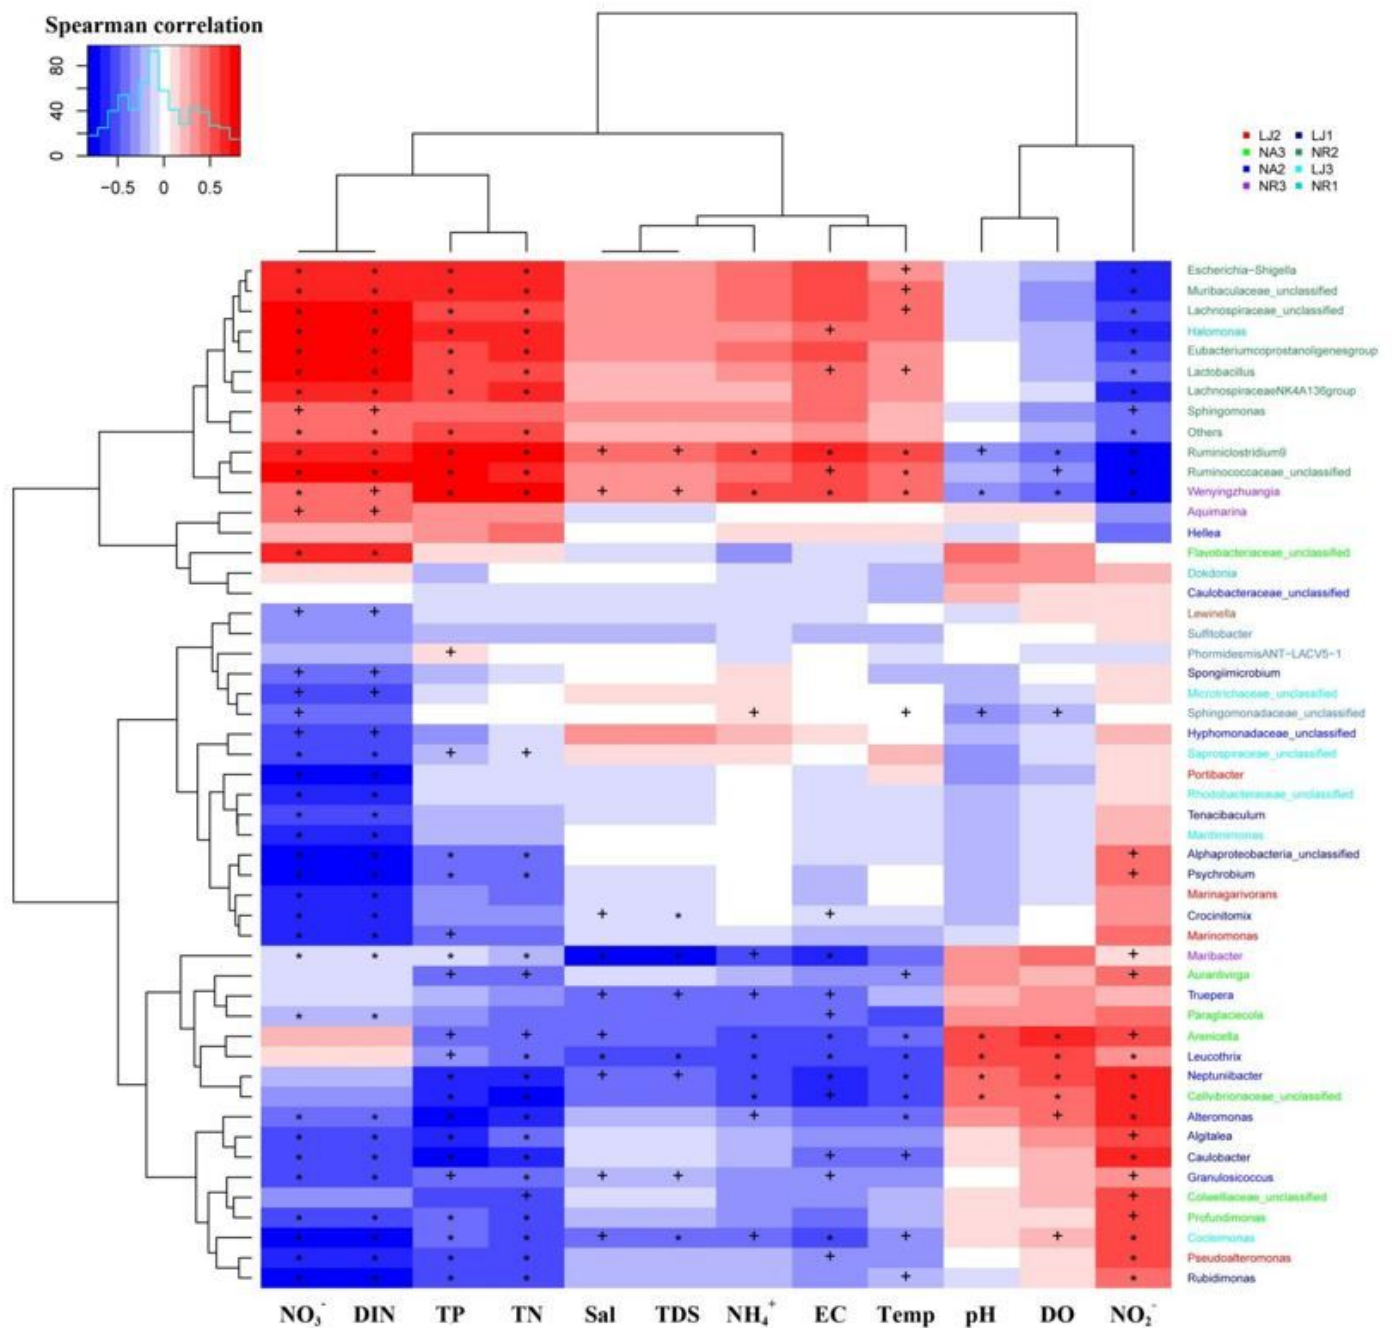 Spearman correlation
80
40
0
−0.5 0 0.5
LJ2 LJ1
NA3 NR2
NA2 LJ3
NR3 NR1
Escherichia−Shigella
Muribaculaceae_unclassified
Lachnospiraceae_unclassified
Halomonas
Eubacteriumcoprostanoligenesgroup
Lactobacillus
LachnospiraceaeNK4A136group
Sphingomonas
Others
Ruminiclostridium9
Ruminococcaceae_unclassified
Wenyingzhuangia
Aquimarina
Hellea
Flavobacteriaceae_unclassified
Dokdonia
Caulobacteraceae_unclassified
Lewinella
Sulfitobacter
PhormidesmisANT−LACV5−1
Spongiimicrobium
Microtrichaceae_unclassified
Sphingomonadaceae_unclassified
Hyphomonadaceae_unclassified
Saprospiraceae_unclassified
Portibacter
Rhodobacteraceae_unclassified
Tenacibaculum
Maritimimonas
Alphaproteobacteria_unclassified
Psychrobium
Marinagarivorans
Crocinitomix
Marinomonas
Maribacter
Aurantivirga
Truepera
Paraglaciecola
Arenicella
Leucothrix
Neptuniibacter
Cellvibrionaceae_unclassified
Alteromonas
Algitalea
Caulobacter
Granulosicoccus
Colwelliaceae_unclassified
Profundimonas
Cocleimonas
Pseudoalteromonas
Rubidimonas
NO₃⁻ DIN TP TN Sal TDS NH₄⁺ EC Temp pH DO NO₂⁻